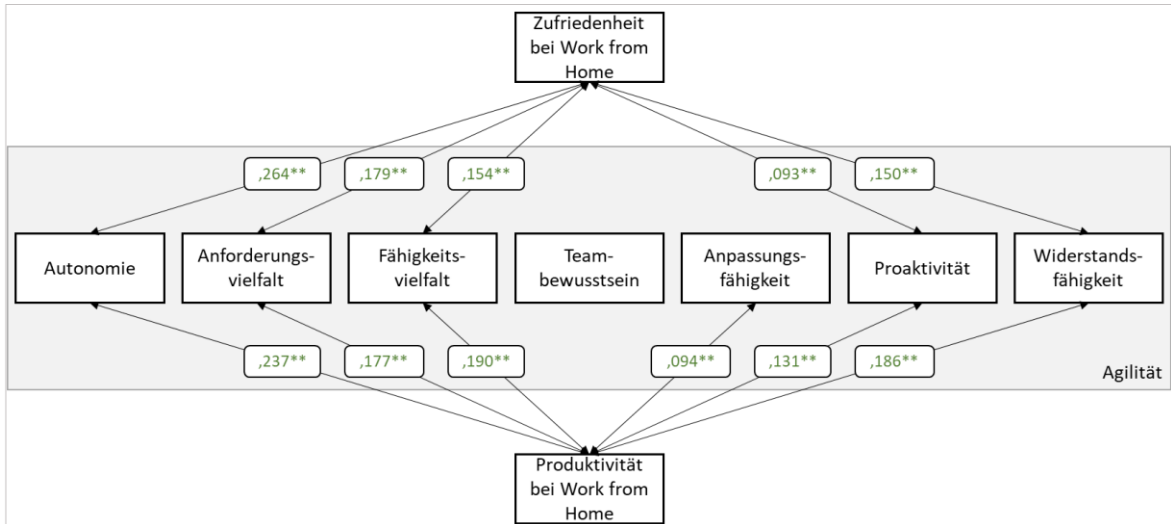 Zufriedenheit
bei Work from
Home
,264**
,179**
,154**
,093**
,150**
Autonomie
Anforderungs-
vielfalt
Fähigkeits-
vielfalt
Team-
bewusstsein
Anpassungs-
fähigkeit
Proaktivität
Widerstands-
fähigkeit
,237**
,177**
,190**
,094**
,131**
,186**
Agilität
Produktivität
bei Work from
Home